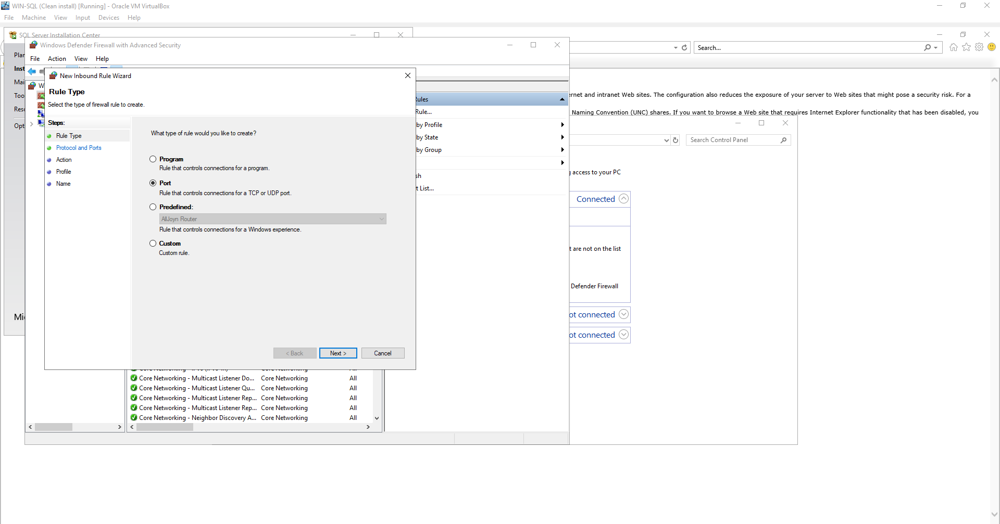 WIN-SQL (Clean install) [Running] - Oracle VM VirtualBox
File Machine View Input Devices Help
SQL Server Installation Center
Windows Defender Firewall with Advanced Security
Search...
File Action View Help
New Inbound Rule Wizard
Rule Type
Select the type of firewall rule to create.
Steps:
Rule Type
Protocol and Ports
Action
Profile
Name
What type of rule would you like to create?
Program
Rule that controls connections for a program.
Port
Rule that controls connections for a TCP or UDP port.
Predefined:
AllJoyn Router
Rule that controls connections for a Windows experience.
Custom
Custom rule.
< Back Next > Cancel
Rules
Rule...
by Profile
by State
by Group
t List...
ernet and intranet Web sites. The configuration also reduces the exposure of your server to Web sites that might pose a security risk. For a
Naming Convention (UNC) shares. If you want to browse a Web site that requires Internet Explorer functionality that has been disabled, you
Search Control Panel
access to your PC
Connected
t are not on the list
Defender Firewall
ot connected
ot connected
Core Networking - Multicast Listener Do... Core Networking All
Core Networking - Multicast Listener Qu... Core Networking All
Core Networking - Multicast Listener Rep... Core Networking All
Core Networking - Multicast Listener Rep... Core Networking All
Core Networking - Neighbor Discovery A... Core Networking All